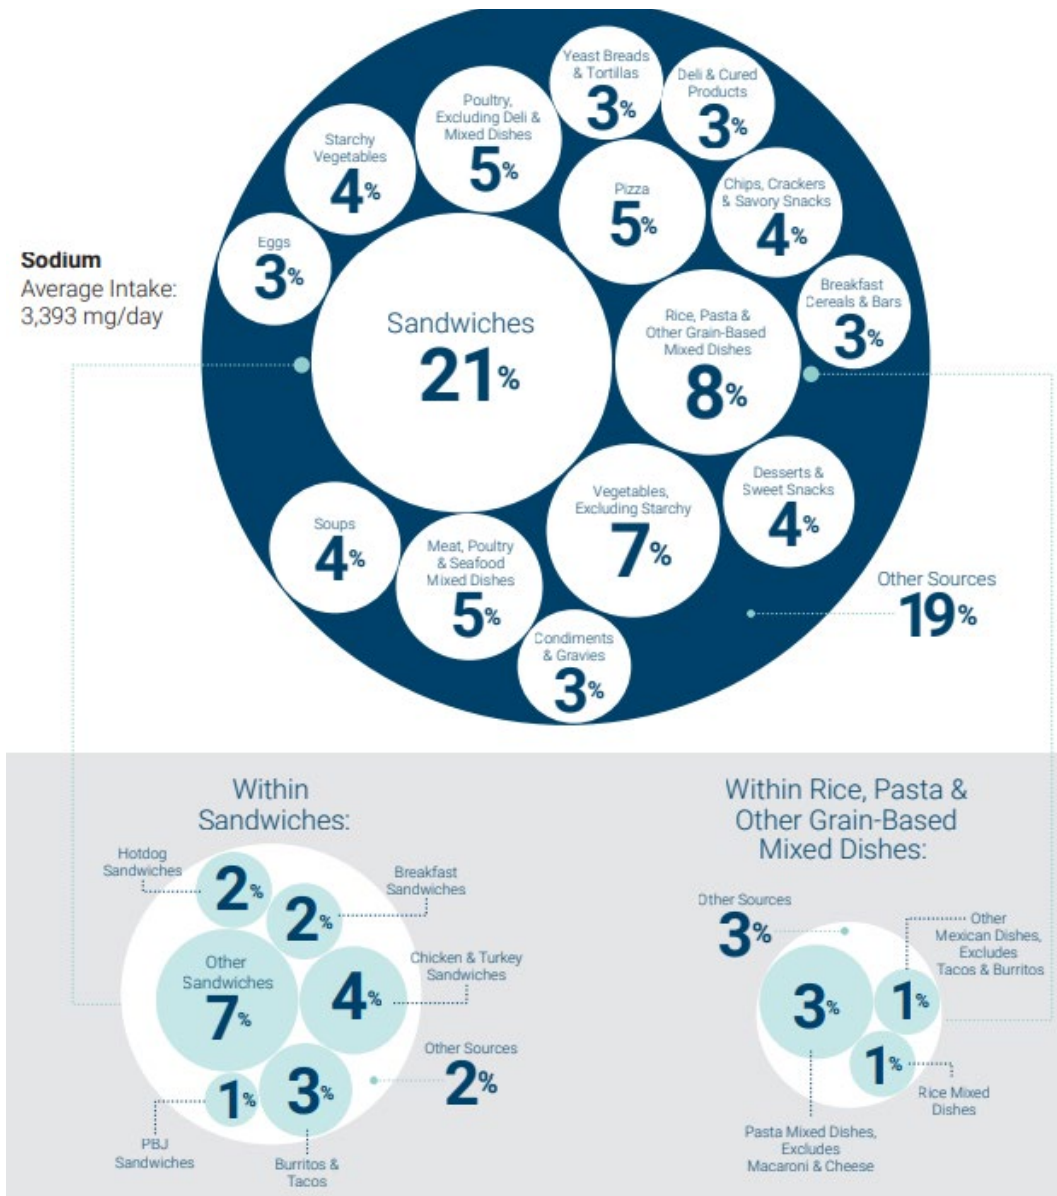 Yeast Breads
& Tortillas
3%
Deli & Cured
Products
3%
Poultry,
Excluding Deli &
Mixed Dishes
5%
Starchy
Vegetables
4%
Pizza
5%
Chips, Crackers
& Savory Snacks
4%
Eggs
3%
Sodium
Average Intake:
3,393 mg/day
Breakfast
Cereals & Bars
3%
Sandwiches
21%
Rice, Pasta &
Other Grain-Based
Mixed Dishes
8%
Desserts &
Sweet Snacks
4%
Vegetables,
Excluding Starchy
7%
Soups
4%
Meat, Poultry
& Seafood
Mixed Dishes
5%
Other Sources
19%
Condiments
& Gravies
3%
Within
Sandwiches:
Hotdog
Sandwiches
2%
Breakfast
Sandwiches
2%
Other
Sandwiches
7%
Chicken & Turkey
Sandwiches
4%
Other Sources
2%
PBJ
Sandwiches
1%
Burritos &
Tacos
3%
Within Rice, Pasta &
Other Grain-Based
Mixed Dishes:
Other Sources
3%
Other
Mexican Dishes,
Excludes
Tacos & Burritos
1%
3%
Pasta Mixed Dishes,
Excludes
Macaroni & Cheese
1%
Rice Mixed
Dishes